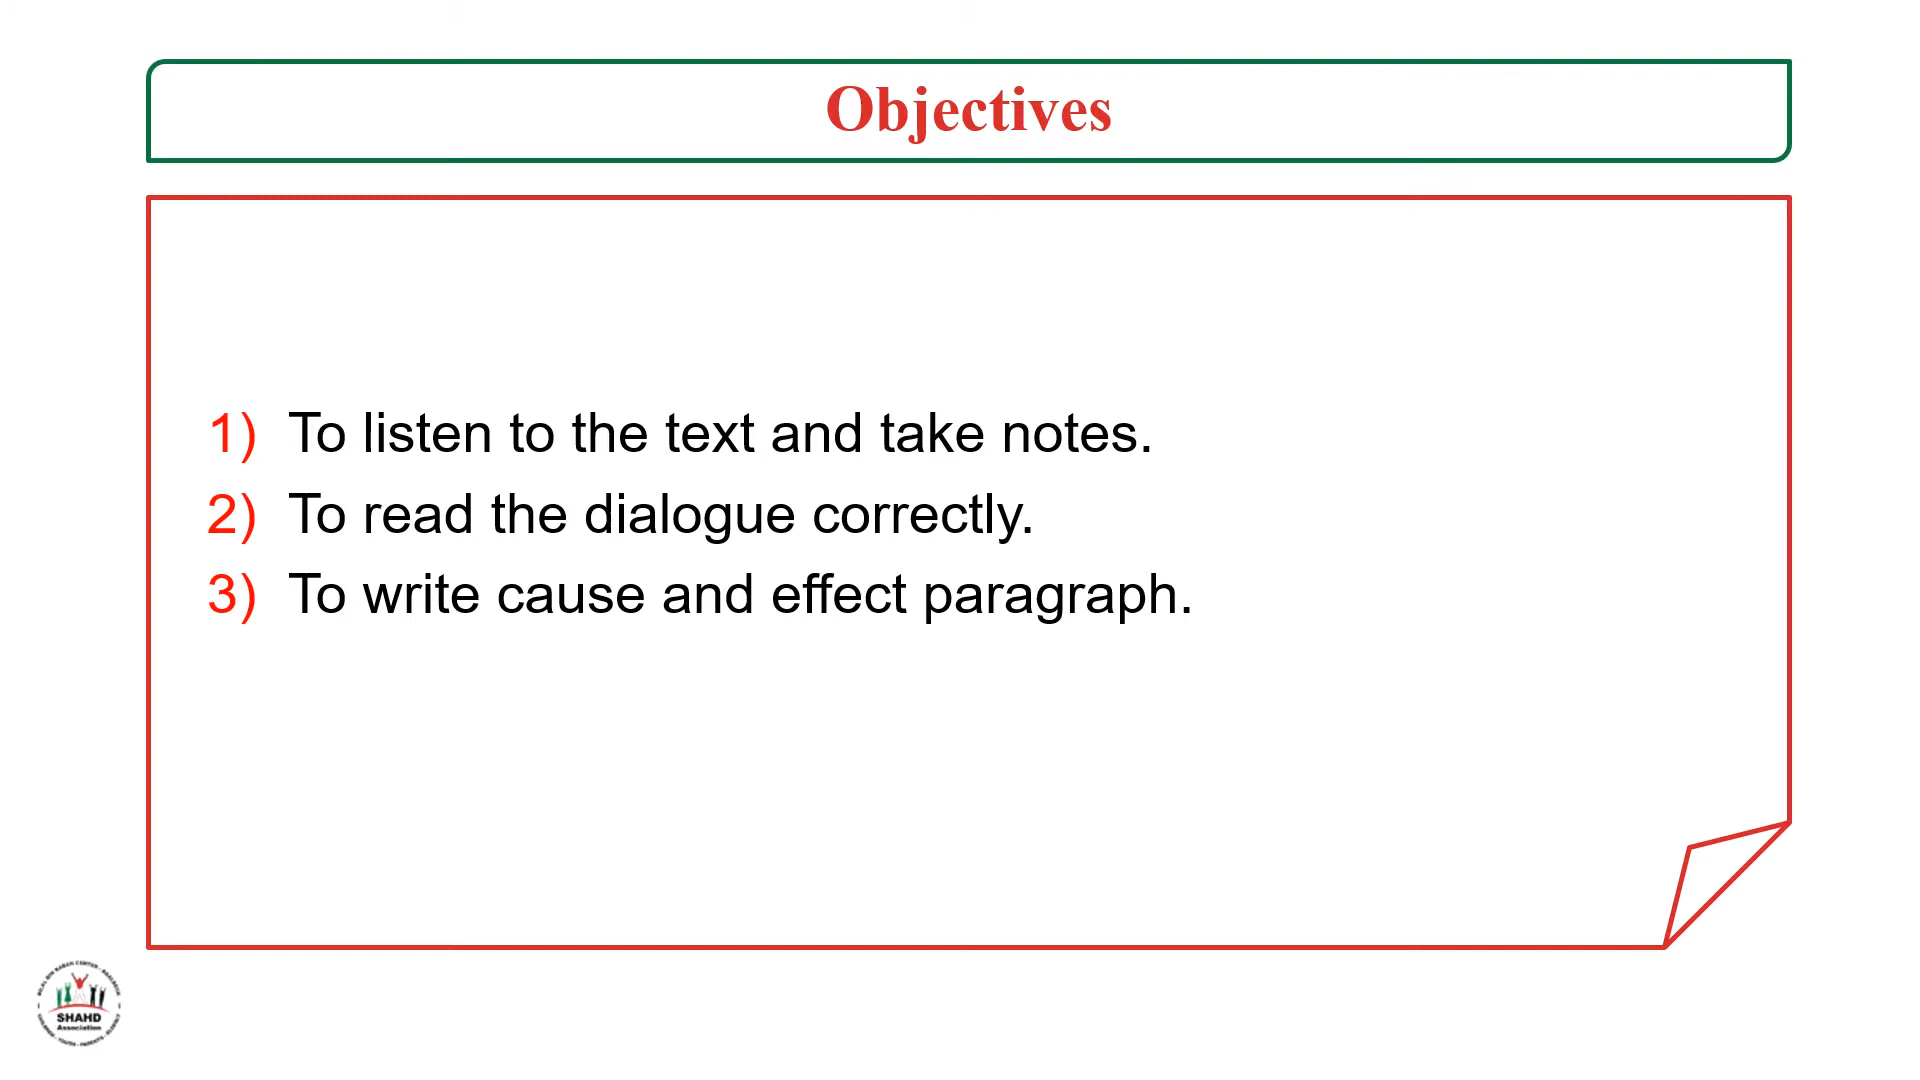 Objectives
1) To listen to the text and take notes.
2) To read the dialogue correctly.
3) To write cause and effect paragraph.
SHAHD
Association